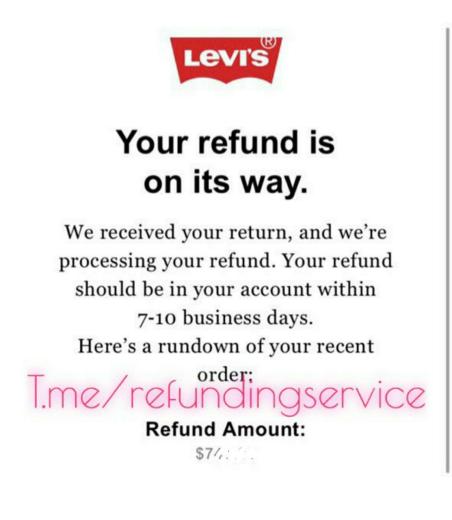 LEVI'S®
Your refund is
on its way.
We received your return, and we're
processing your refund. Your refund
should be in your account within
7-10 business days.
Here's a rundown of your recent
order:
T.me/refundingservice
Refund Amount: